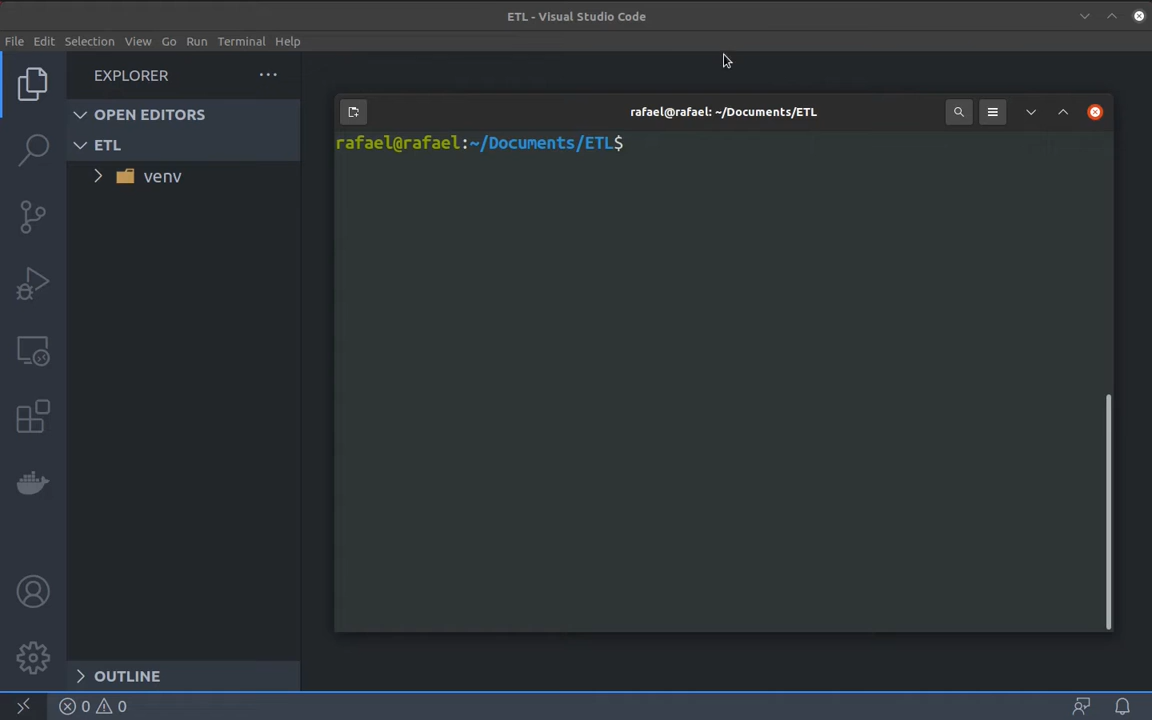 ETL - Visual Studio Code
File Edit Selection View Go Run Terminal Help
EXPLORER
OPEN EDITORS
ETL
venv
rafael@rafael: ~/Documents/ETL
rafael@rafael:~/Documents/ETL$
OUTLINE
0 0